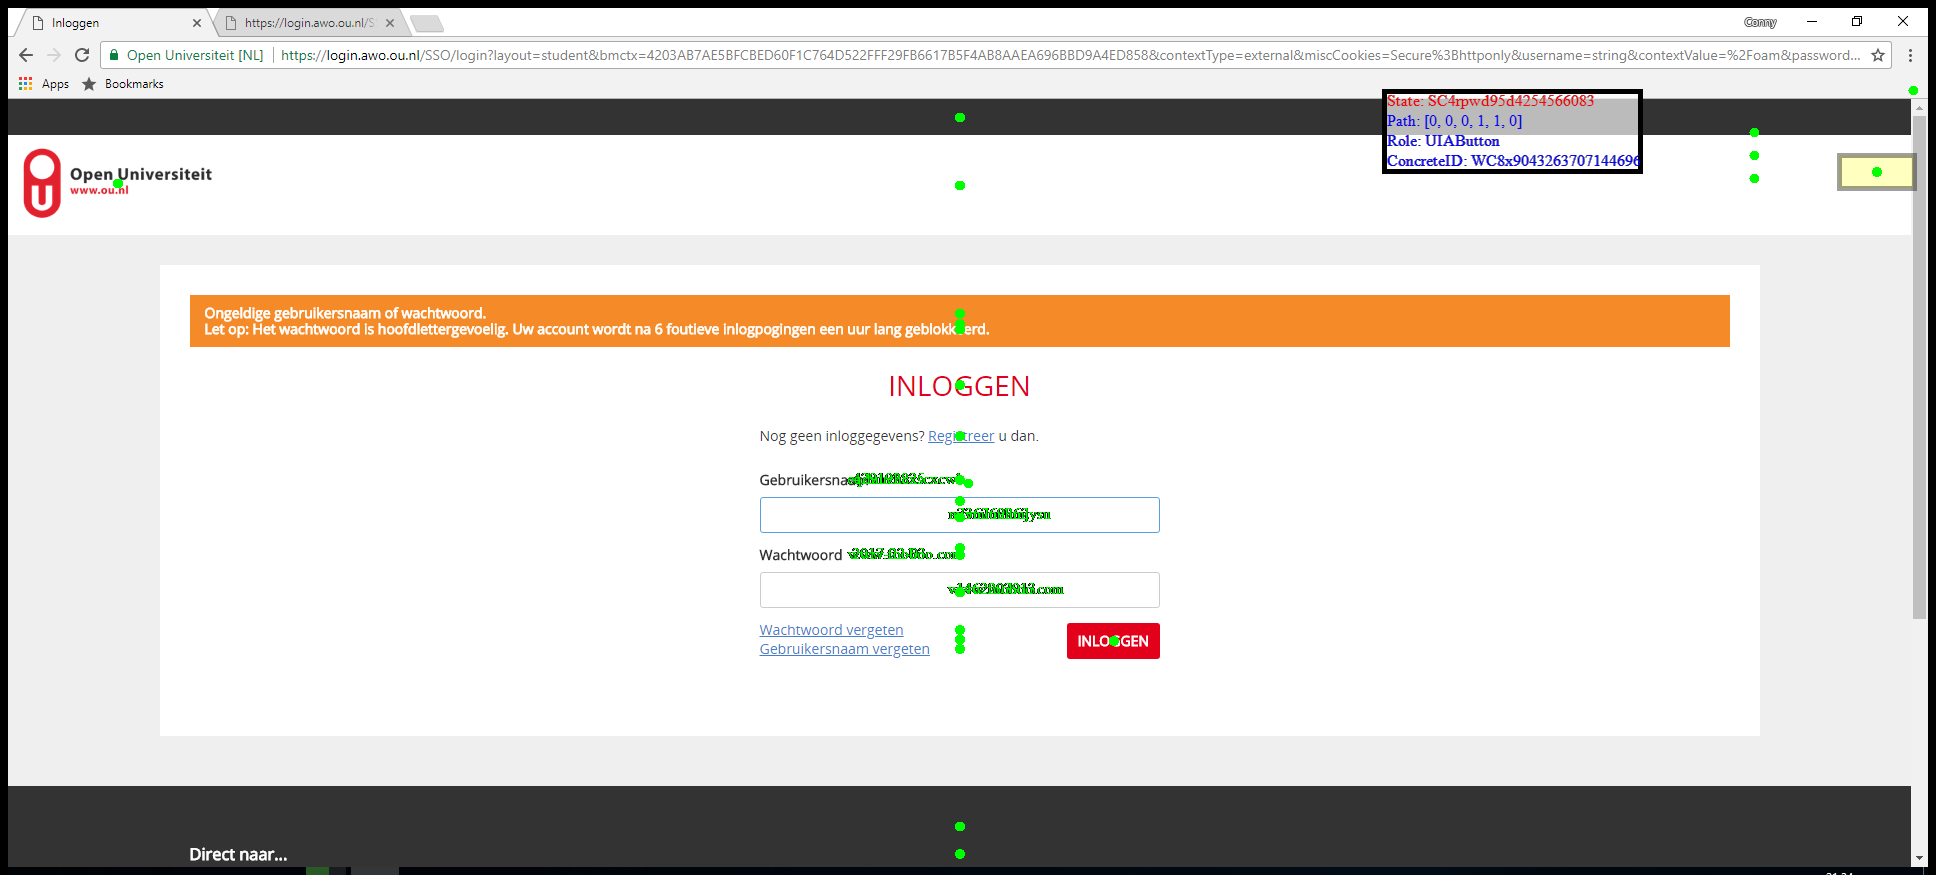 Inloggen
https://login.awo.ou.nl/S
Conny
Open Universiteit [NL]
https://login.awo.ou.nl/SSO/login?layout=student&bmctx=4203AB7AE5BFCBED60F1C764D522FFF29FB6617B5F4AB8AAEA696BBD9A4ED858&contextType=external&miscCookies=Secure%3Bhttponly&username=string&contextValue=%2Foam&password...
Apps
Bookmarks
State: SC4rpwd95d4254566083
Path: [0, 0, 0, 1, 1, 0]
Role: UIAButton
ConcreteID: WC8x9043263707144696
Open Universiteit
www.ou.nl
Ongeldige gebruikersnaam of wachtwoord.
Let op: Het wachtwoord is hoofdlettergevoelig. Uw account wordt na 6 foutieve inlogpogingen een uur lang geblokkeerd.
INLOGGEN
Nog geen inloggegevens? Registreer u dan.
Gebruikersnaam
Wachtwoord
Wachtwoord vergeten
INLOGGEN
Gebruikersnaam vergeten
Direct naar...